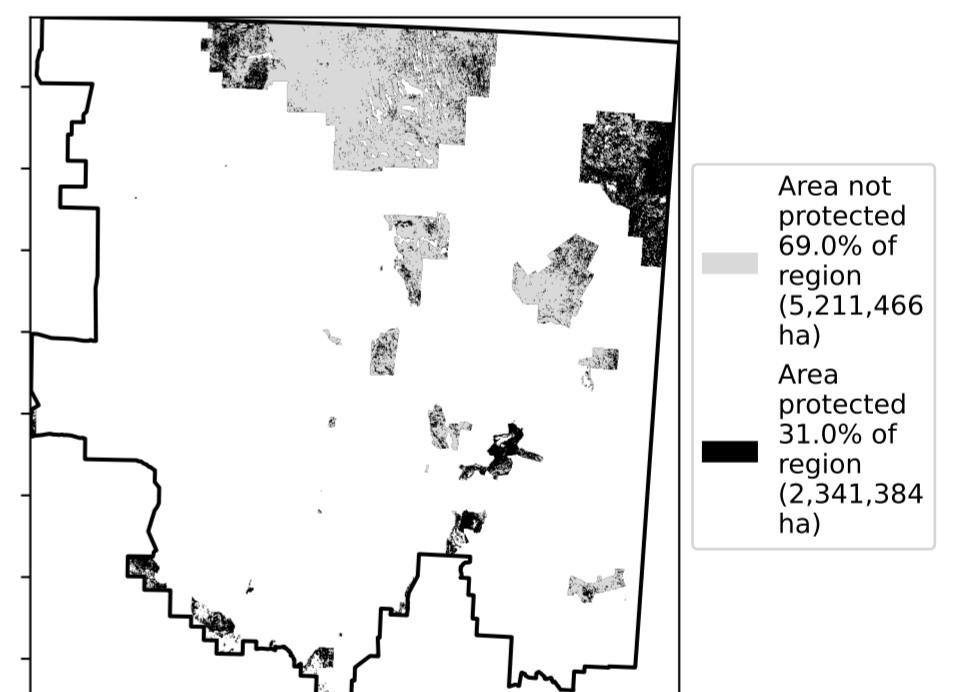 Area not
protected
69.0% of
region
(5,211,466
ha)
Area
protected
31.0% of
region
(2,341,384
ha)